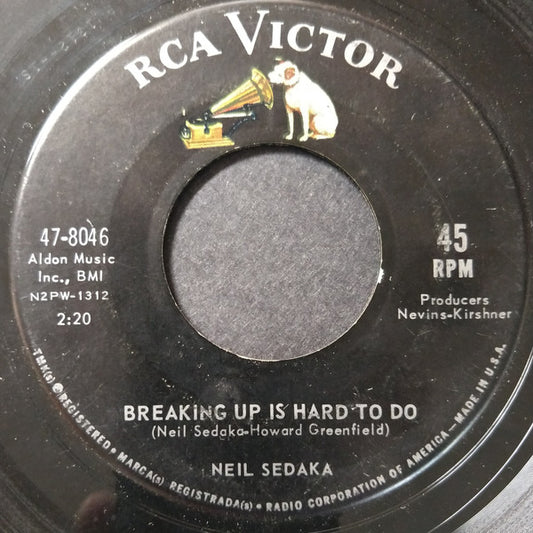 RCA VICTOR
47-8046
Aldon Music
Inc., BMI
N2PW-1312
2:20
45
RPM
Producers
Nevins-Kirshner
BREAKING UP IS HARD TO DO
(Neil Sedaka-Howard Greenfield)
NEIL SEDAKA
TMK(s) ® REGISTERED • MARCA(s) REGISTRADA(s) • RADIO CORPORATION OF AMERICA—MADE IN U.S.A.